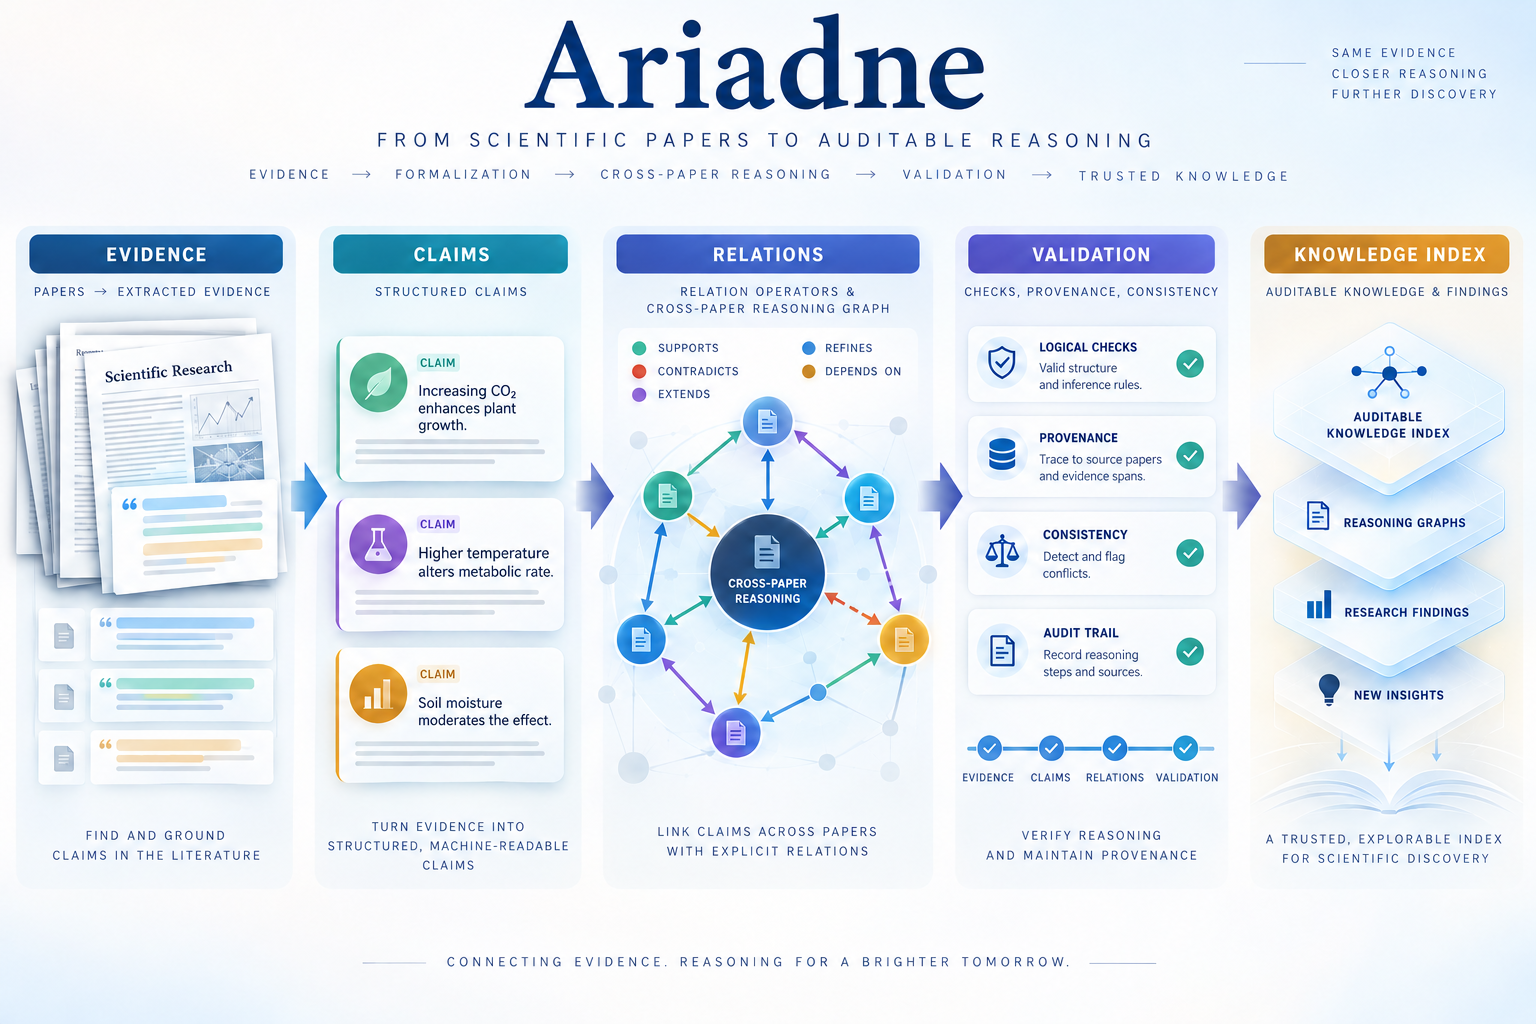 Ariadne
FROM SCIENTIFIC PAPERS TO AUDITABLE REASONING
SAME EVIDENCE
CLOSER REASONING
FURTHER DISCOVERY
EVIDENCE → FORMALIZATION → CROSS-PAPER REASONING → VALIDATION → TRUSTED KNOWLEDGE
EVIDENCE
PAPERS → EXTRACTED EVIDENCE
Scientific Research
FIND AND GROUND
CLAIMS IN THE LITERATURE
CLAIMS
STRUCTURED CLAIMS
CLAIM
Increasing CO₂
enhances plant
growth.
CLAIM
Higher temperature
alters metabolic rate.
CLAIM
Soil moisture
moderates the effect.
TURN EVIDENCE INTO
STRUCTURED, MACHINE-READABLE
CLAIMS
RELATIONS
RELATION OPERATORS &
CROSS-PAPER REASONING GRAPH
SUPPORTS
CONTRADICTS
EXTENDS
REFINES
DEPENDS ON
CROSS-PAPER
REASONING
LINK CLAIMS ACROSS PAPERS
WITH EXPLICIT RELATIONS
VALIDATION
CHECKS, PROVENANCE, CONSISTENCY
LOGICAL CHECKS
Valid structure
and inference rules.
PROVENANCE
Trace to source papers
and evidence spans.
CONSISTENCY
Detect and flag
conflicts.
AUDIT TRAIL
Record reasoning
steps and sources.
EVIDENCE CLAIMS RELATIONS VALIDATION
VERIFY REASONING
AND MAINTAIN PROVENANCE
KNOWLEDGE INDEX
AUDITABLE KNOWLEDGE & FINDINGS
AUDITABLE
KNOWLEDGE INDEX
REASONING GRAPHS
RESEARCH FINDINGS
NEW INSIGHTS
A TRUSTED, EXPLORABLE INDEX
FOR SCIENTIFIC DISCOVERY
CONNECTING EVIDENCE. REASONING FOR A BRIGHTER TOMORROW.